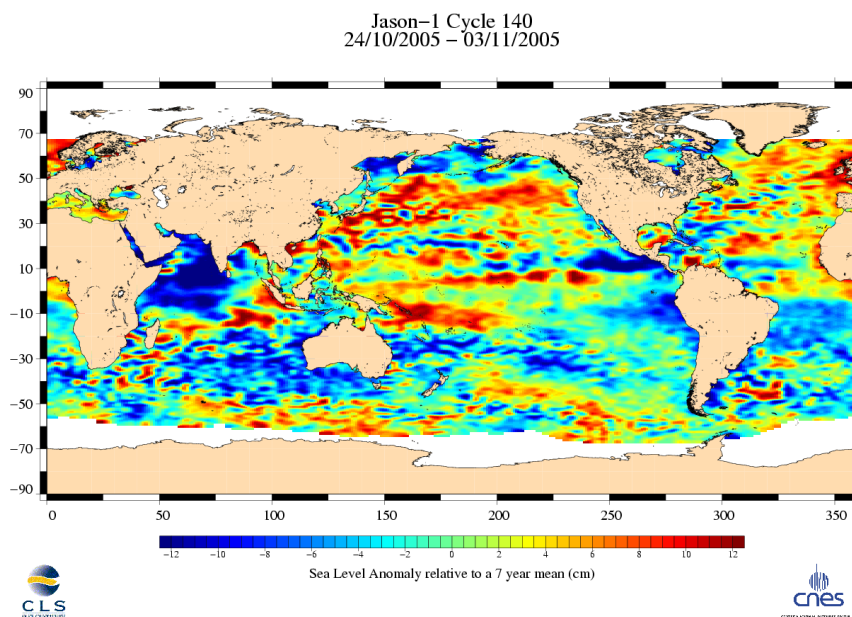 Jason−1 Cycle 140
24/10/2005 − 03/11/2005
90
70
50
30
10
−10
−30
−50
−70
−90
0 50 100 150 200 250 300 350
−12 −10 −8 −6 −4 −2 0 2 4 6 8 10 12
Sea Level Anomaly relative to a 7 year mean (cm)
CLS
cnes